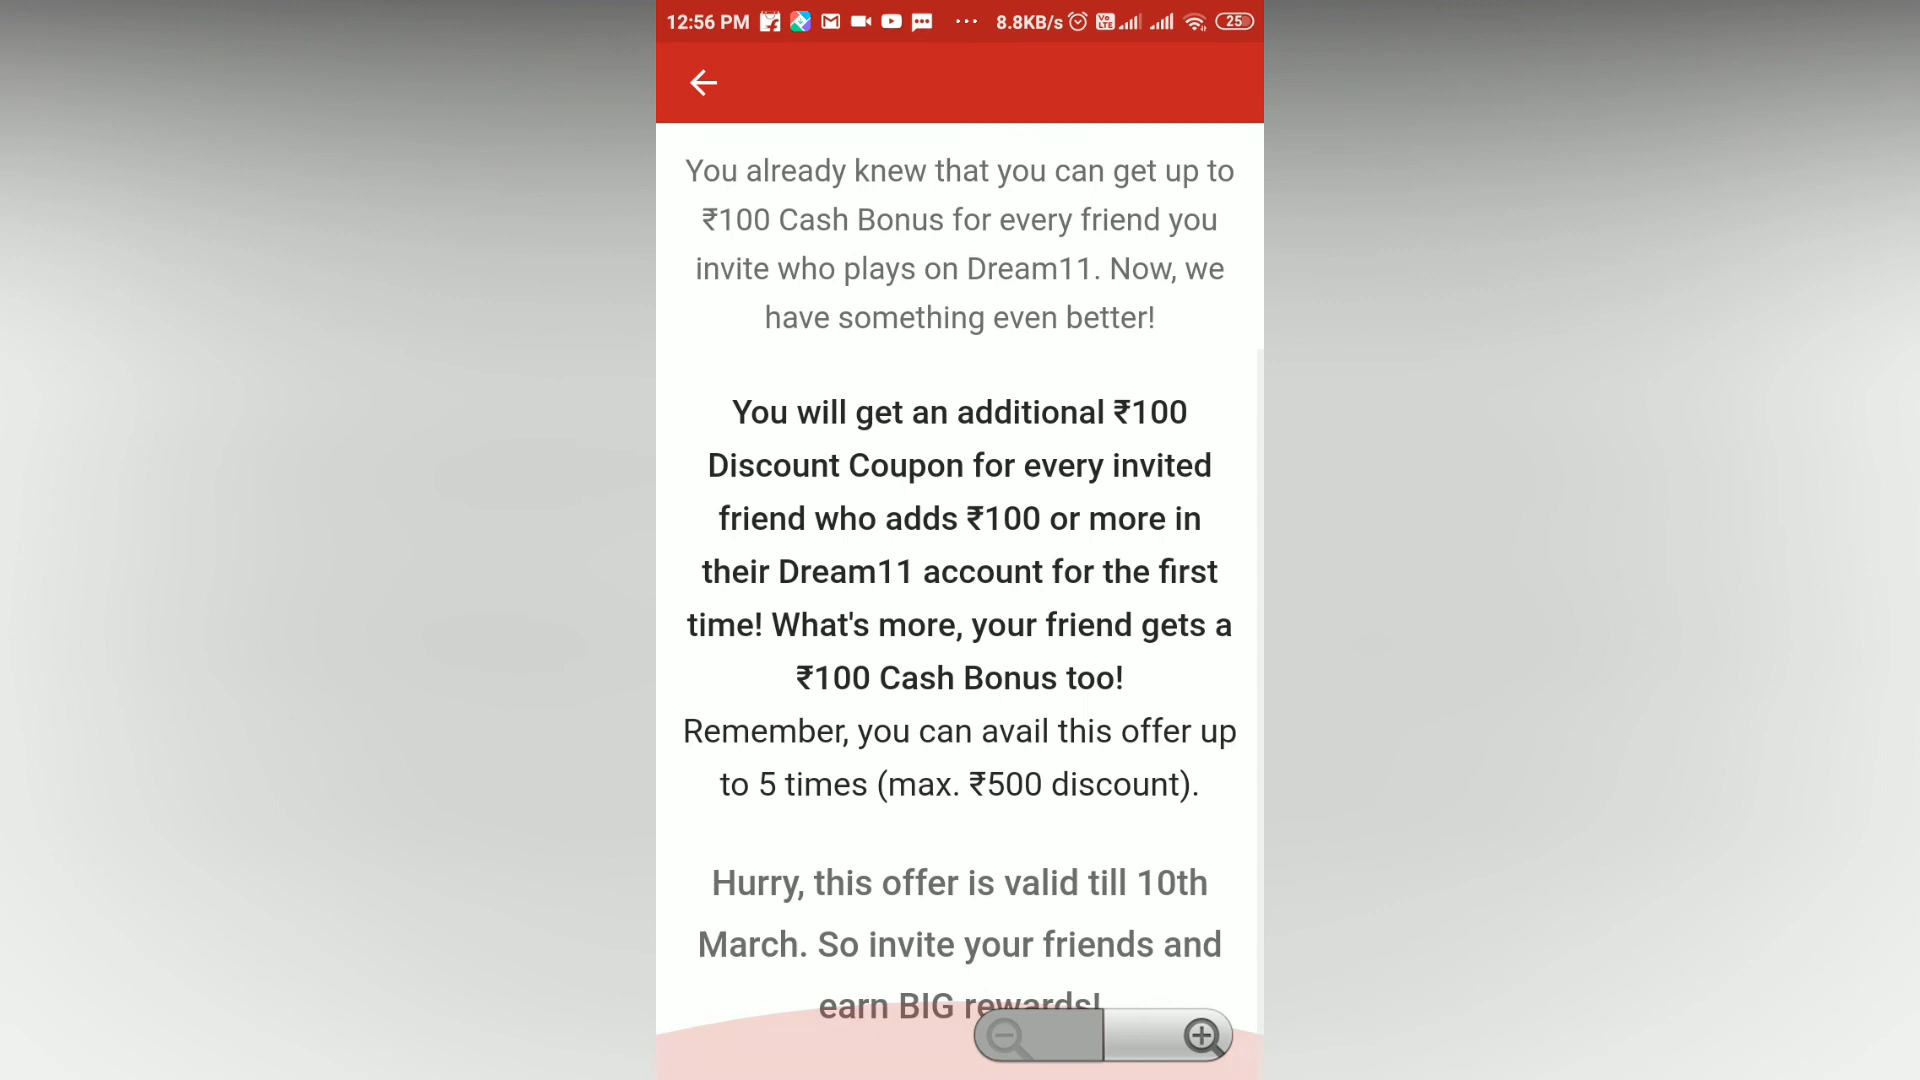 12:56 PM ... 8.8KB/s Vo LTE 25
You already knew that you can get up to
₹100 Cash Bonus for every friend you
invite who plays on Dream11. Now, we
have something even better!
You will get an additional ₹100
Discount Coupon for every invited
friend who adds ₹100 or more in
their Dream11 account for the first
time! What's more, your friend gets a
₹100 Cash Bonus too!
Remember, you can avail this offer up
to 5 times (max. ₹500 discount).
Hurry, this offer is valid till 10th
March. So invite your friends and
earn BIG rewards!